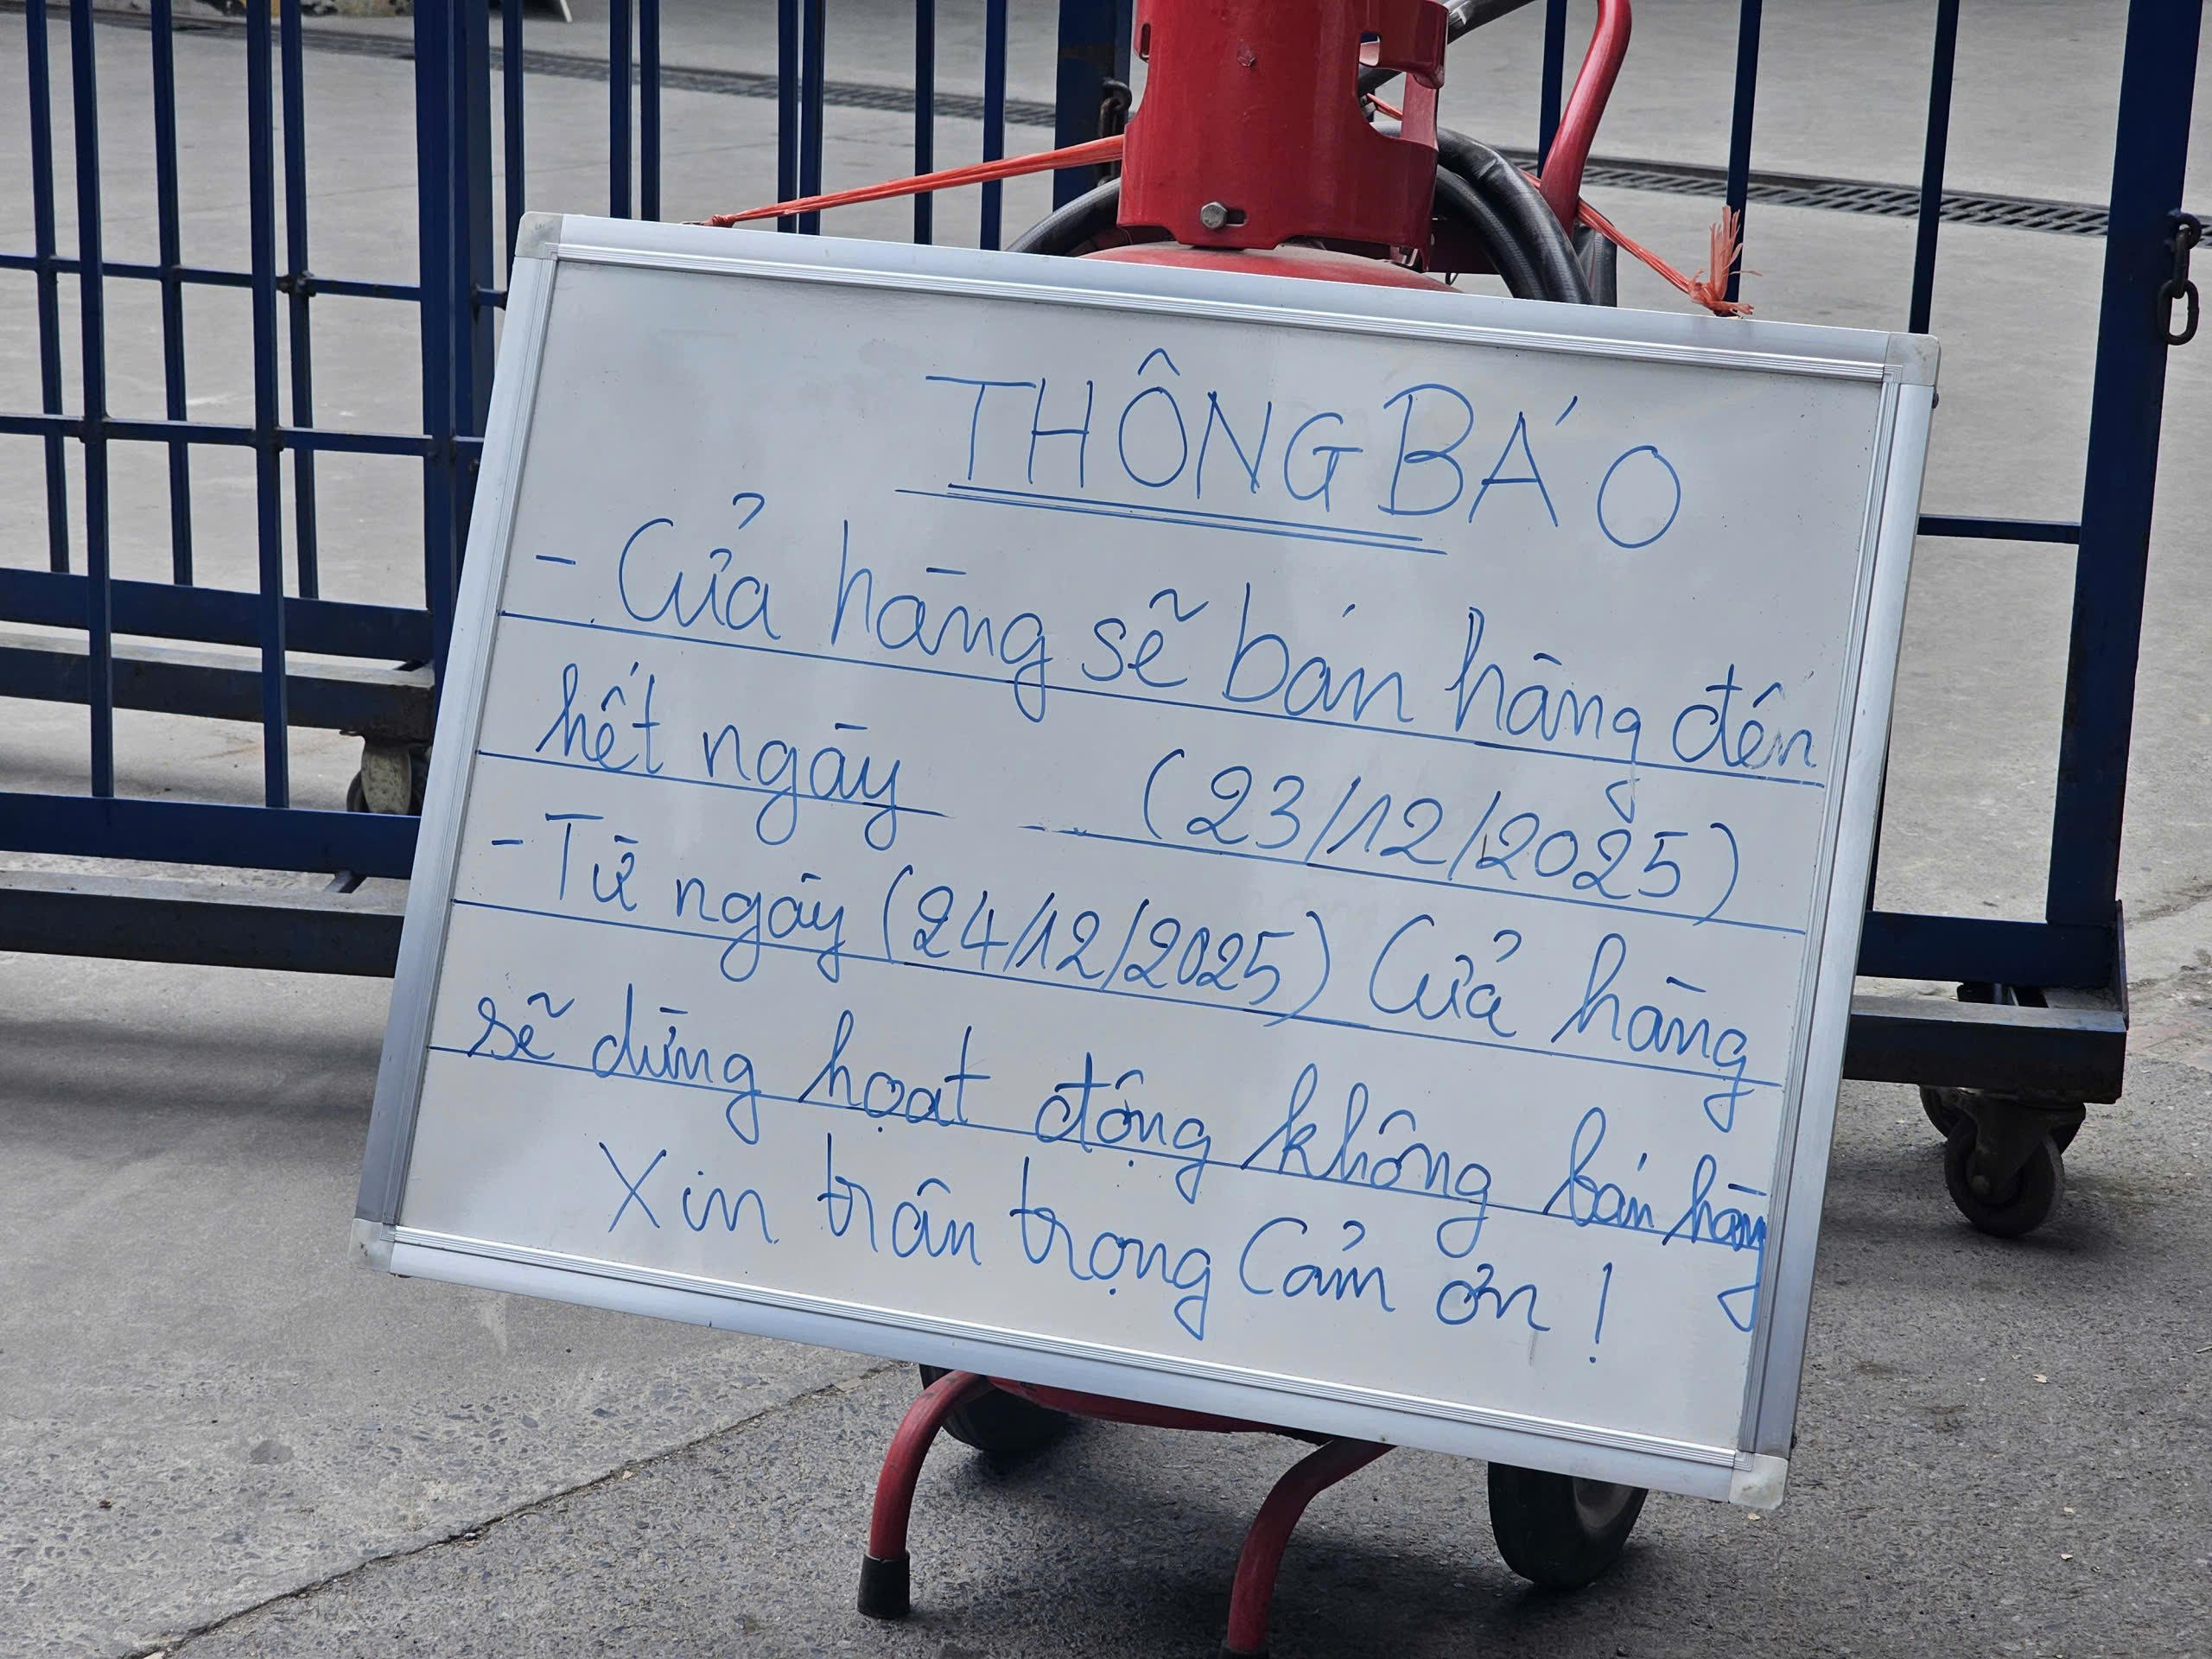 THÔNG BÁO
- Cửa hàng sẽ bán hàng đến
hết ngày (23/12/2025)
- Từ ngày (24/12/2025) Cửa hàng
sẽ dừng hoạt động không bán hàng
Xin trân trọng Cảm ơn !